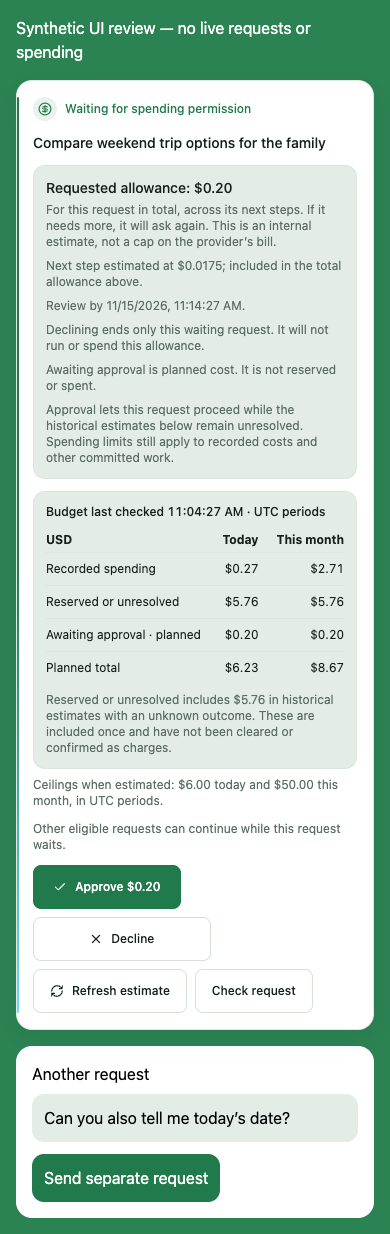 Synthetic UI review — no live requests or
spending
Waiting for spending permission
Compare weekend trip options for the family
Requested allowance: $0.20
For this request in total, across its next steps. If it
needs more, it will ask again. This is an internal
estimate, not a cap on the provider's bill.
Next step estimated at $0.0175; included in the total
allowance above.
Review by 11/15/2026, 11:14:27 AM.
Declining ends only this waiting request. It will not
run or spend this allowance.
Awaiting approval is planned cost. It is not reserved
or spent.
Approval lets this request proceed while the
historical estimates below remain unresolved.
Spending limits still apply to recorded costs and
other committed work.
Budget last checked 11:04:27 AM · UTC periods
USD Today This month
Recorded spending $0.27 $2.71
Reserved or unresolved $5.76 $5.76
Awaiting approval · planned $0.20 $0.20
Planned total $6.23 $8.67
Reserved or unresolved includes $5.76 in historical
estimates with an unknown outcome. These are
included once and have not been cleared or
confirmed as charges.
Ceilings when estimated: $6.00 today and $50.00 this
month, in UTC periods.
Other eligible requests can continue while this request
waits.
Approve $0.20
Decline
Refresh estimate Check request
Another request
Can you also tell me today's date?
Send separate request